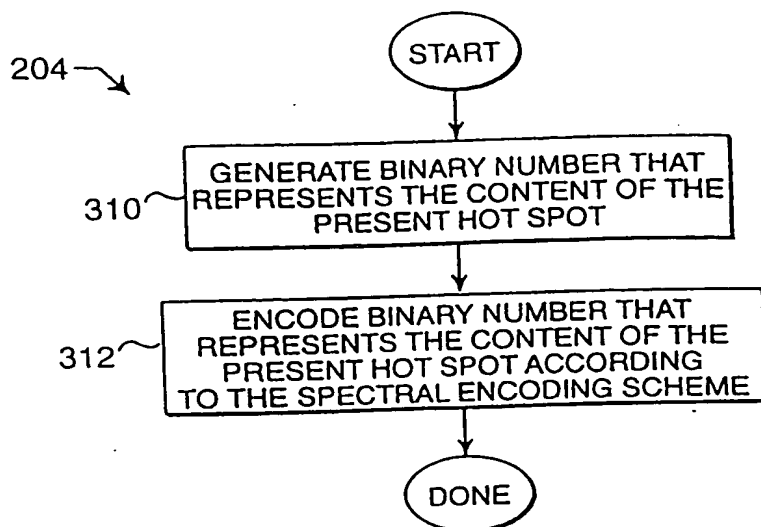 START
204
GENERATE BINARY NUMBER THAT
REPRESENTS THE CONTENT OF THE
PRESENT HOT SPOT
310
ENCODE BINARY NUMBER THAT
REPRESENTS THE CONTENT OF THE
PRESENT HOT SPOT ACCORDING
TO THE SPECTRAL ENCODING SCHEME
312
DONE